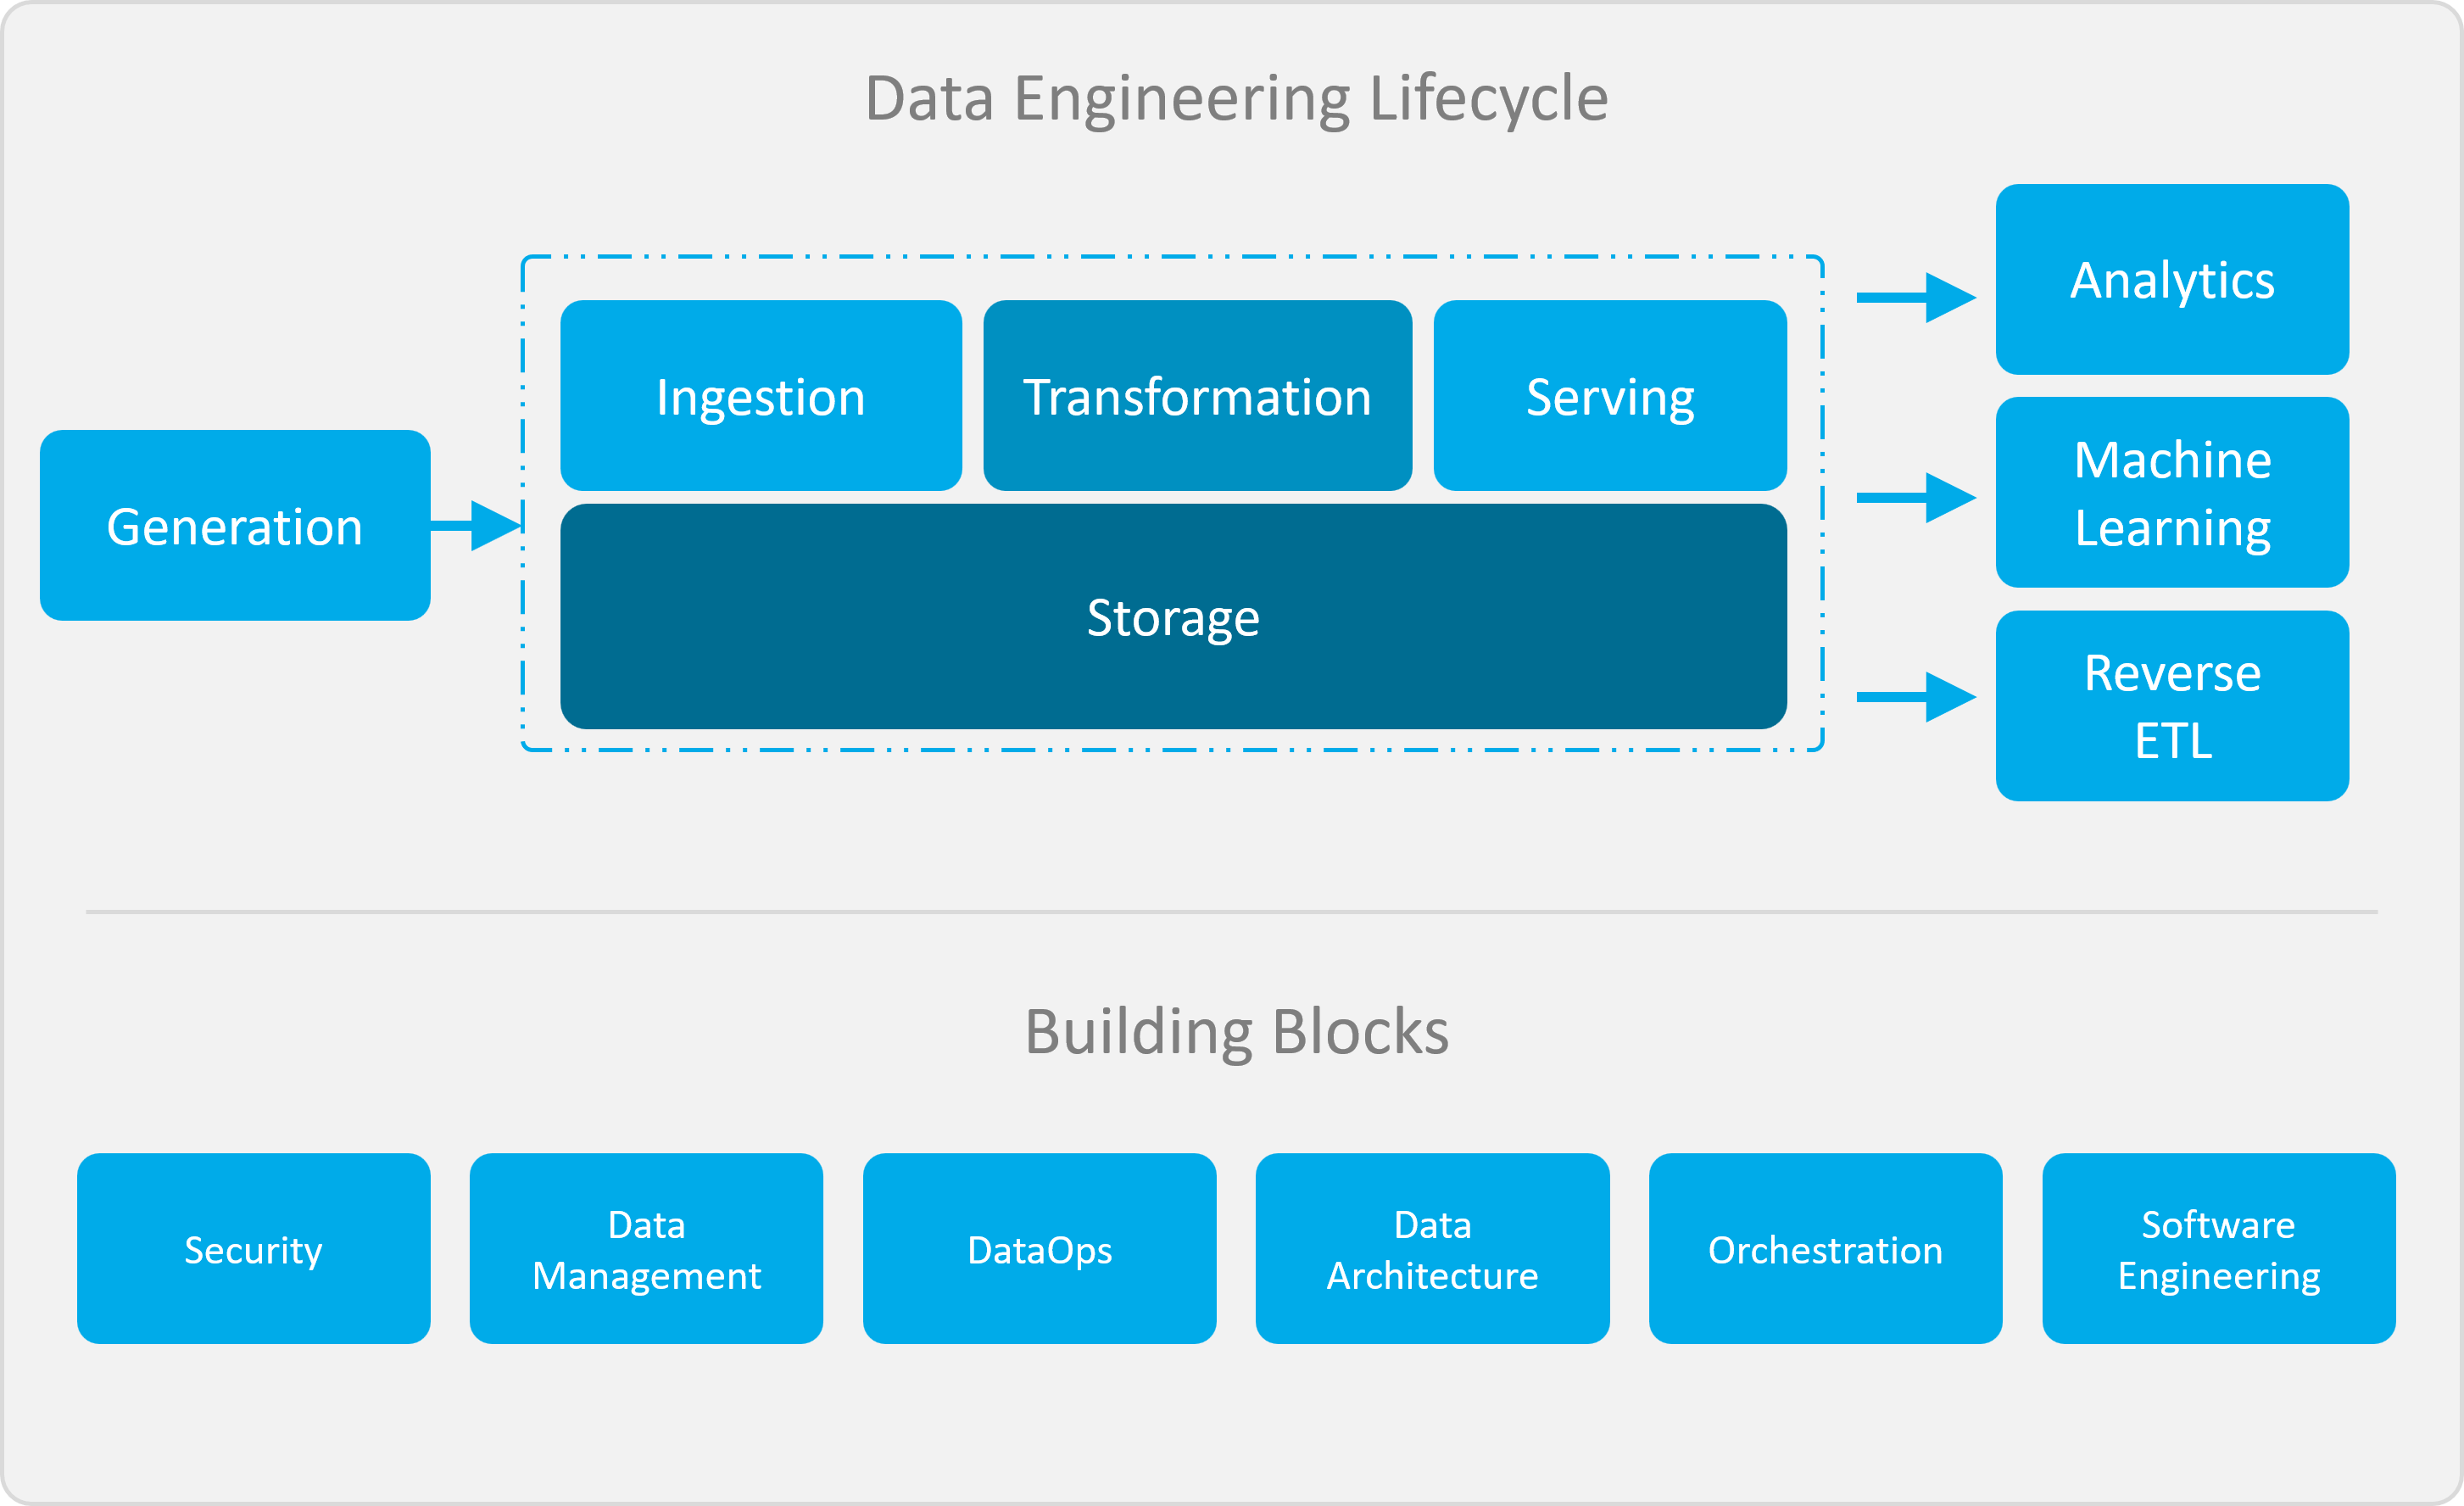 Data Engineering Lifecycle
Generation
Ingestion
Transformation
Serving
Storage
Analytics
Machine
Learning
Reverse
ETL
Building Blocks
Security
Data
Management
DataOps
Data
Architecture
Orchestration
Software
Engineering